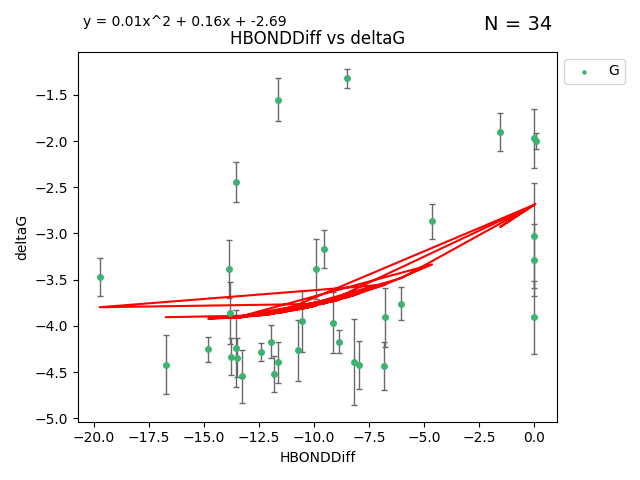 y = 0.01x^2 + 0.16x + -2.69
N = 34
HBONDDiff vs deltaG
G
deltaG
−1.5
−2.0
−2.5
−3.0
−3.5
−4.0
−4.5
−5.0
−20.0 −17.5 −15.0 −12.5 −10.0 −7.5 −5.0 −2.5 0.0
HBONDDiff